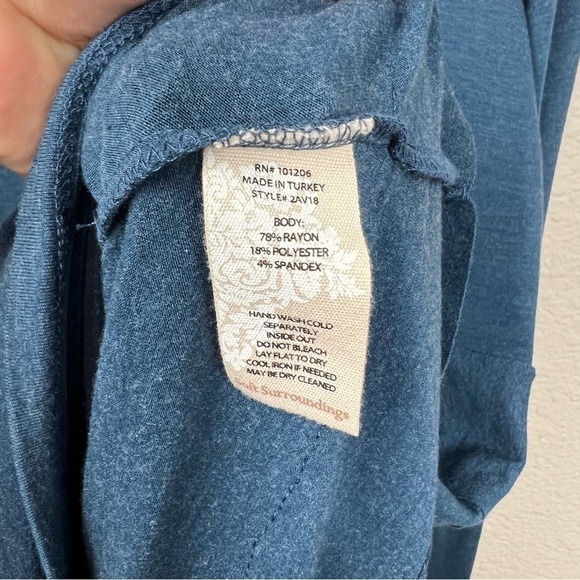 RN# 101206
MADE IN TURKEY
STYLE# 2AV18
BODY:
78% RAYON
18% POLYESTER
4% SPANDEX
HAND WASH COLD
SEPARATELY
INSIDE OUT
DO NOT BLEACH
LAY FLAT TO DRY
COOL IRON IF NEEDED
MAY BE DRY CLEANED
Soft Surroundings